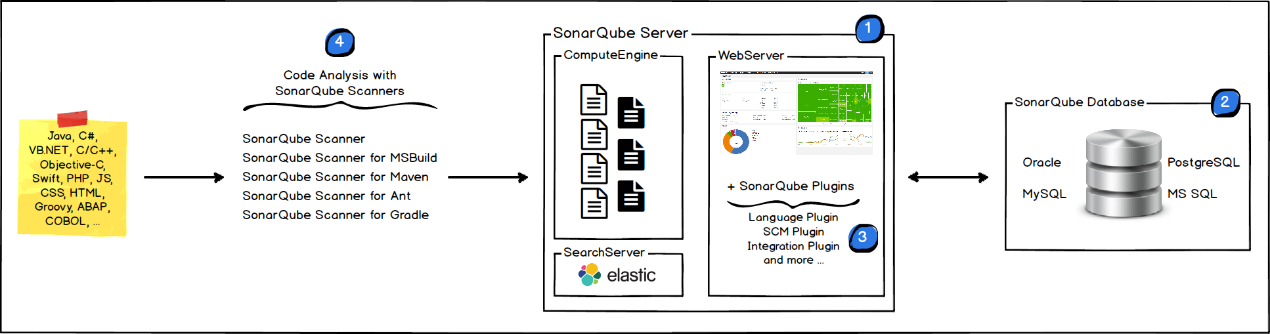 Java, C#,
VB.NET, C/C++,
Objective-C,
Swift, PHP, JS,
CSS, HTML,
Groovy, ABAP,
COBOL, ...
4
Code Analysis with
SonarQube Scanners
SonarQube Scanner
SonarQube Scanner for MSBuild
SonarQube Scanner for Maven
SonarQube Scanner for Ant
SonarQube Scanner for Gradle
1
SonarQube Server
ComputeEngine
SearchServer
elastic
WebServer
+ SonarQube Plugins
Language Plugin
SCM Plugin
Integration Plugin
and more ...
3
2
SonarQube Database
Oracle
PostgreSQL
MySQL
MS SQL